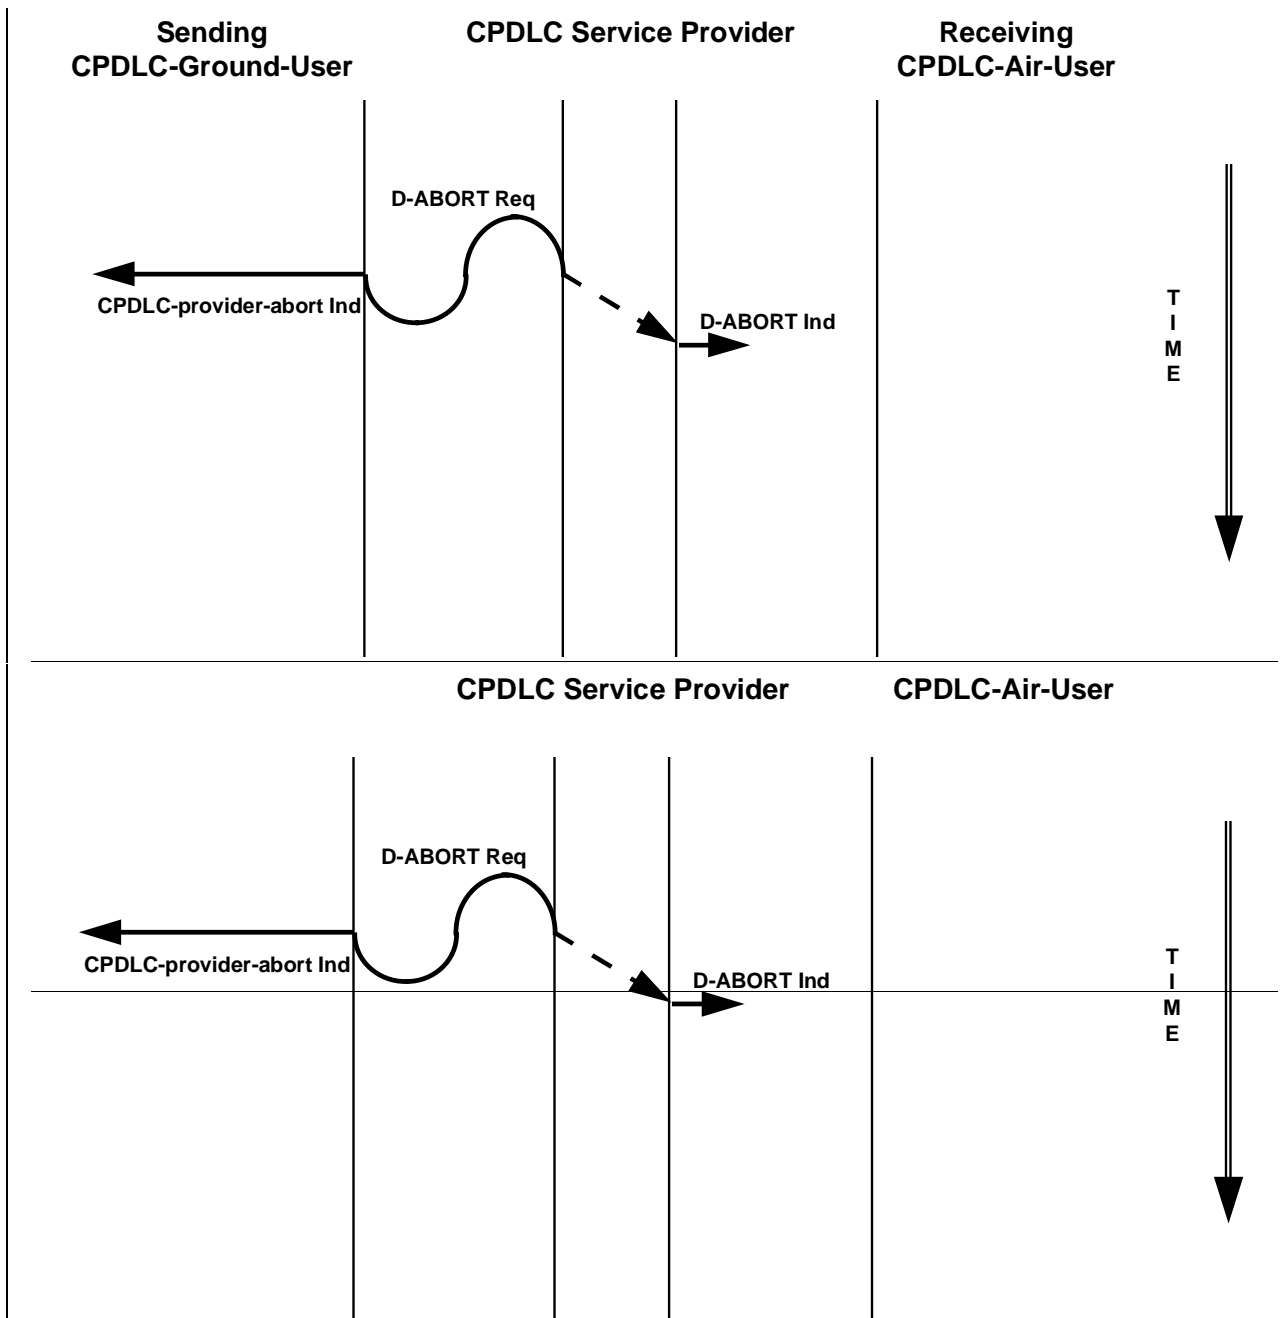 Sending
CPDLC-Ground-User
CPDLC Service Provider
Receiving
CPDLC-Air-User
D-ABORT Req
CPDLC-provider-abort Ind
D-ABORT Ind
T
I
M
E
CPDLC Service Provider
CPDLC-Air-User
D-ABORT Req
CPDLC-provider-abort Ind
D-ABORT Ind
T
I
M
E